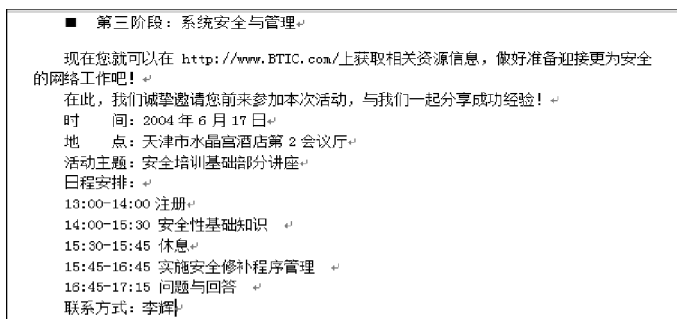 ■ 第三阶段：系统安全与管理
现在您就可以在 http://www.BTIC.com/上获取相关资源信息，做好准备迎接更为安全
的网络工作吧！
在此，我们诚挚邀请您前来参加本次活动，与我们一起分享成功经验！
时　　间：2004 年 6 月 17 日
地　　点：天津市水晶宫酒店第 2 会议厅
活动主题：安全培训基础部分讲座
日程安排：
13:00-14:00 注册
14:00-15:30 安全性基础知识
15:30-15:45 休息
15:45-16:45 实施安全修补程序管理
16:45-17:15 问题与回答
联系方式：李辉